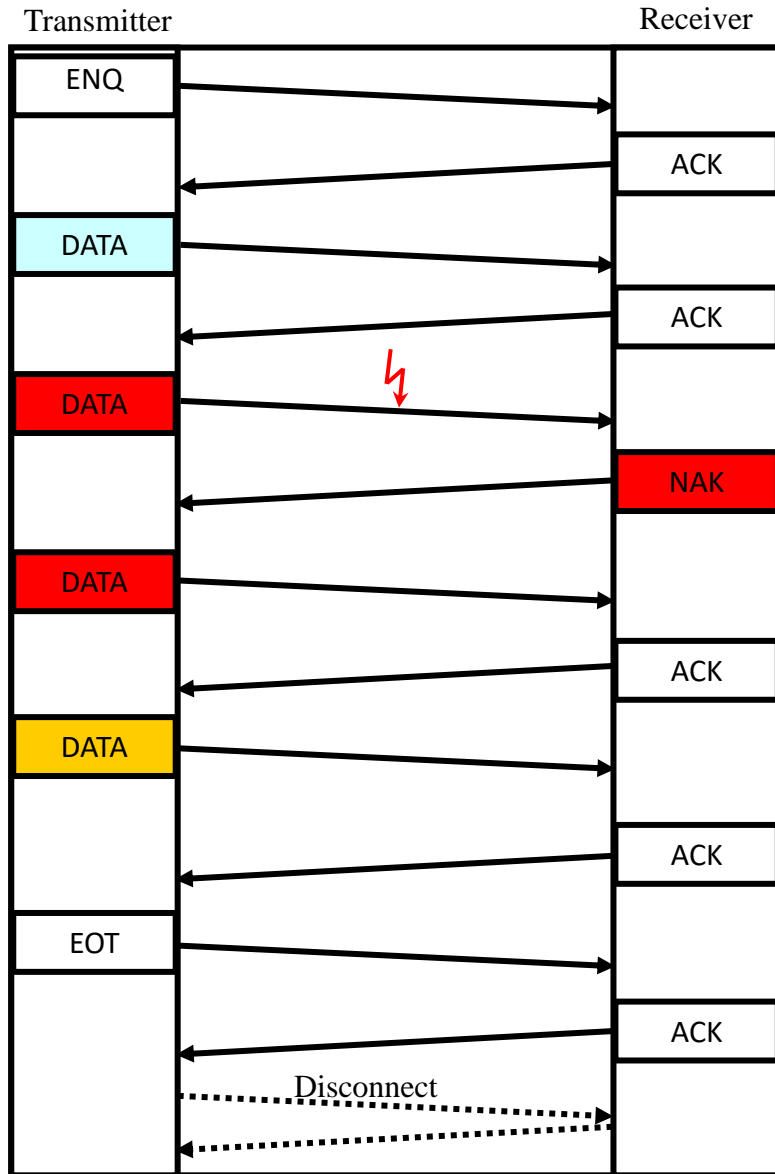 Transmitter
Receiver
ENQ
ACK
DATA
ACK
DATA
NAK
DATA
ACK
DATA
ACK
EOT
ACK
Disconnect